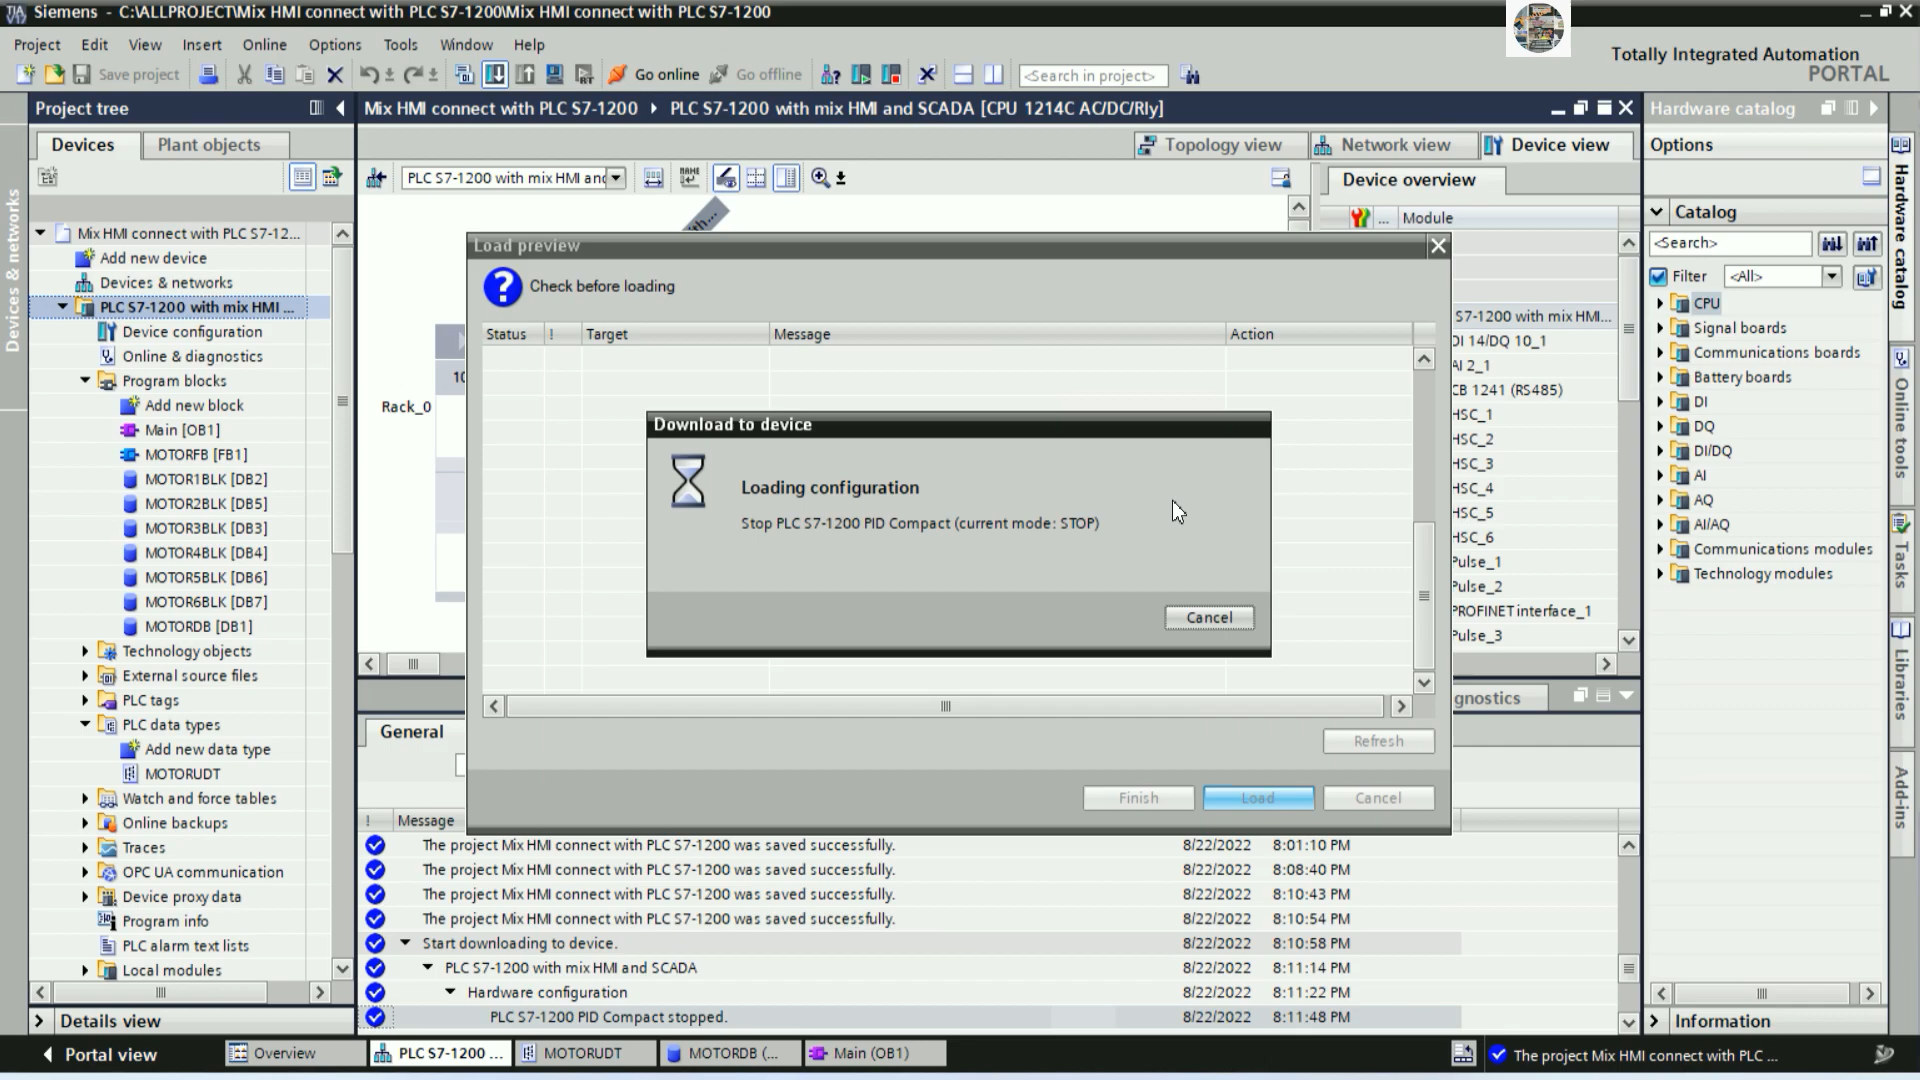 Siemens - C:\ALLPROJECT\Mix HMI connect with PLC S7-1200\Mix HMI connect with PLC S7-1200
Project Edit View Insert Online Options Tools Window Help
Totally Integrated Automation
PORTAL
Save project
Go online
Go offline
<Search in project>
Project tree
Mix HMI connect with PLC S7-1200 PLC S7-1200 with mix HMI and SCADA [CPU 1214C AC/DC/Rly]
Hardware catalog
Devices
Plant objects
Topology view
Network view
Device view
Options
PLC S7-1200 with mix HMI an
Device overview
... Module
Catalog
<Search>
Filter
<All>
Devices & networks
Mix HMI connect with PLC S7-12...
Add new device
Devices & networks
PLC S7-1200 with mix HMI ...
Device configuration
Online & diagnostics
Program blocks
Add new block
Main [OB1]
MOTORFB [FB1]
MOTOR1BLK [DB2]
MOTOR2BLK [DB5]
MOTOR3BLK [DB3]
MOTOR4BLK [DB4]
MOTOR5BLK [DB6]
MOTOR6BLK [DB7]
MOTORDB [DB1]
Technology objects
External source files
PLC tags
PLC data types
Add new data type
MOTORUDT
Watch and force tables
Online backups
Traces
OPC UA communication
Device proxy data
Program info
PLC alarm text lists
Local modules
Details view
Rack_0
10
Load preview
Check before loading
Status ! Target Message Action
Download to device
Loading configuration
Stop PLC S7-1200 PID Compact (current mode: STOP)
Cancel
Refresh
Finish
Load
Cancel
S7-1200 with mix HMI...
DI 14/DQ 10_1
AI 2_1
CB 1241 (RS485)
HSC_1
HSC_2
HSC_3
HSC_4
HSC_5
HSC_6
Pulse_1
Pulse_2
PROFINET interface_1
Pulse_3
gnostics
CPU
Signal boards
Communications boards
Battery boards
DI
DQ
DI/DQ
AI
AQ
AI/AQ
Communications modules
Technology modules
Information
Hardware catalog
Online tools
Tasks
Libraries
Add-ins
General
! Message
The project Mix HMI connect with PLC S7-1200 was saved successfully. 8/22/2022 8:01:10 PM
The project Mix HMI connect with PLC S7-1200 was saved successfully. 8/22/2022 8:08:40 PM
The project Mix HMI connect with PLC S7-1200 was saved successfully. 8/22/2022 8:10:43 PM
The project Mix HMI connect with PLC S7-1200 was saved successfully. 8/22/2022 8:10:54 PM
Start downloading to device. 8/22/2022 8:10:58 PM
PLC S7-1200 with mix HMI and SCADA 8/22/2022 8:11:14 PM
Hardware configuration 8/22/2022 8:11:22 PM
PLC S7-1200 PID Compact stopped. 8/22/2022 8:11:48 PM
Portal view
Overview
PLC S7-1200 ...
MOTORUDT
MOTORDB (...
Main (OB1)
The project Mix HMI connect with PLC ...